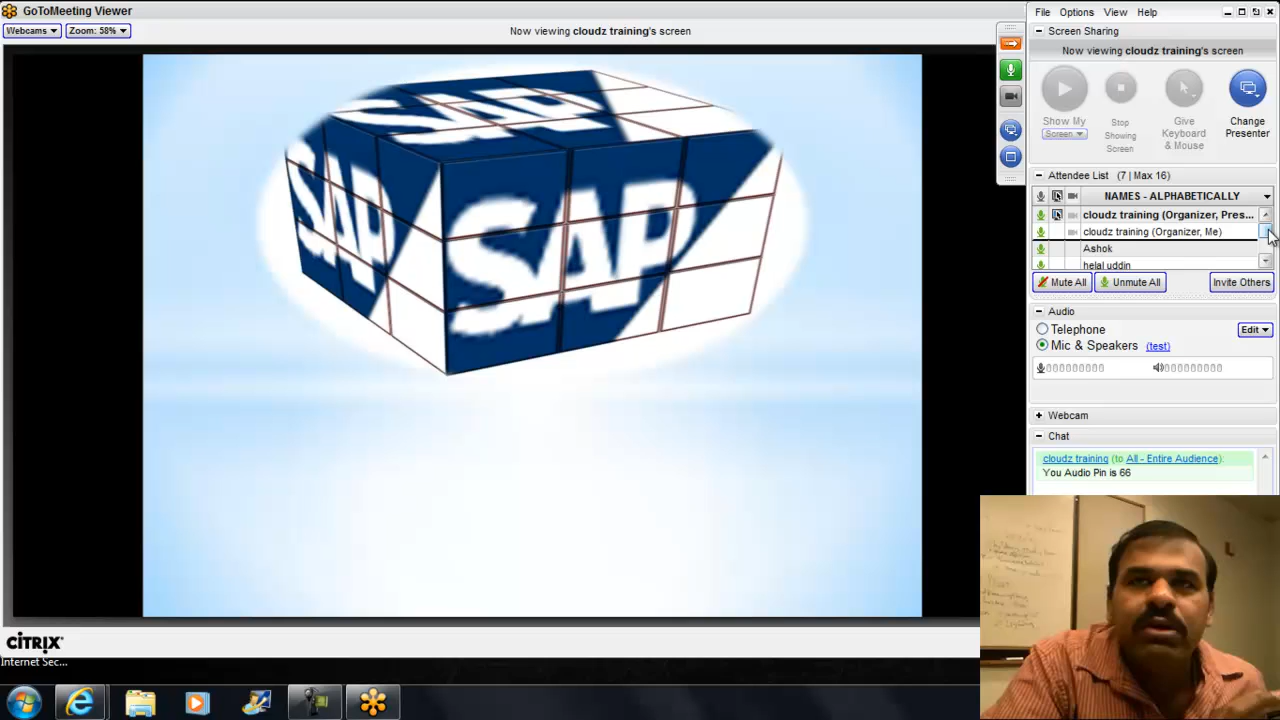 GoToMeeting Viewer
Webcams
Zoom: 58%
Now viewing cloudz training's screen
SAP
SAP
SAP
CITRIX
Internet Sec...
File Options View Help
Screen Sharing
Now viewing cloudz training's screen
Show My
Screen
Stop
Showing
Screen
Give
Keyboard
& Mouse
Change
Presenter
Attendee List (7 | Max 16)
NAMES - ALPHABETICALLY
cloudz training (Organizer, Pres...
cloudz training (Organizer, Me)
Ashok
helal uddin
Mute All
Unmute All
Invite Others
Audio
Telephone
Edit
Mic & Speakers (test)
Webcam
Chat
cloudz training (to All - Entire Audience):
You Audio Pin is 66